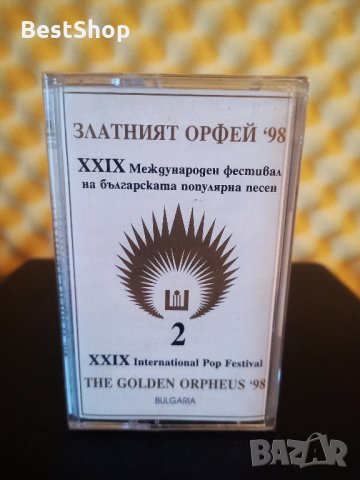 BestShop
ЗЛАТНИЯТ ОРФЕЙ '98
XXIX Международен фестивал
на българската популярна песен
2
XXIX International Pop Festival
THE GOLDEN ORPHEUS '98
BULGARIA
BAZAR